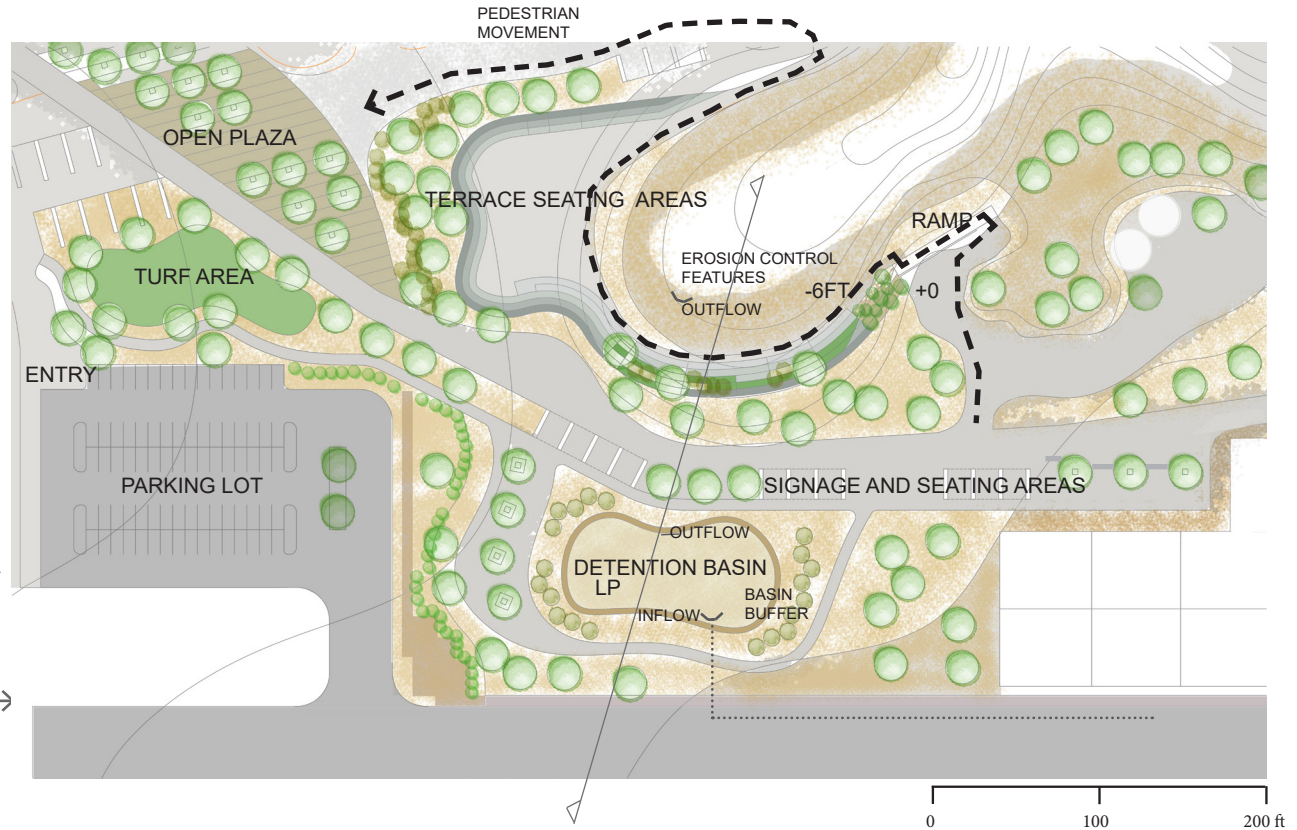 PEDESTRIAN
MOVEMENT
OPEN PLAZA
TERRACE SEATING AREAS
RAMP
EROSION CONTROL
FEATURES
TURF AREA
-6FT
+0
OUTFLOW
ENTRY
PARKING LOT
SIGNAGE AND SEATING AREAS
OUTFLOW
DETENTION BASIN
LP
BASIN
BUFFER
INFLOW
0
100
200 ft